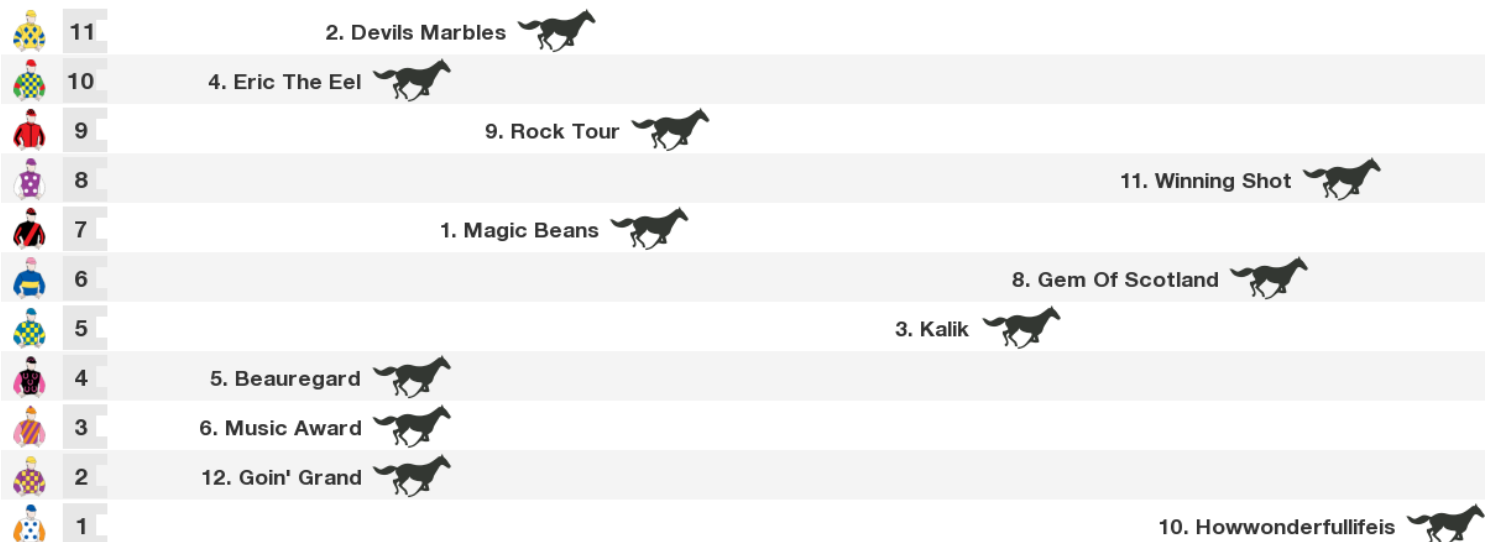 11 2. Devils Marbles
10 4. Eric The Eel
9 9. Rock Tour
8 11. Winning Shot
7 1. Magic Beans
6 8. Gem Of Scotland
5 3. Kalik
4 5. Beauregard
3 6. Music Award
2 12. Goin' Grand
1 10. Howwonderfullifeis